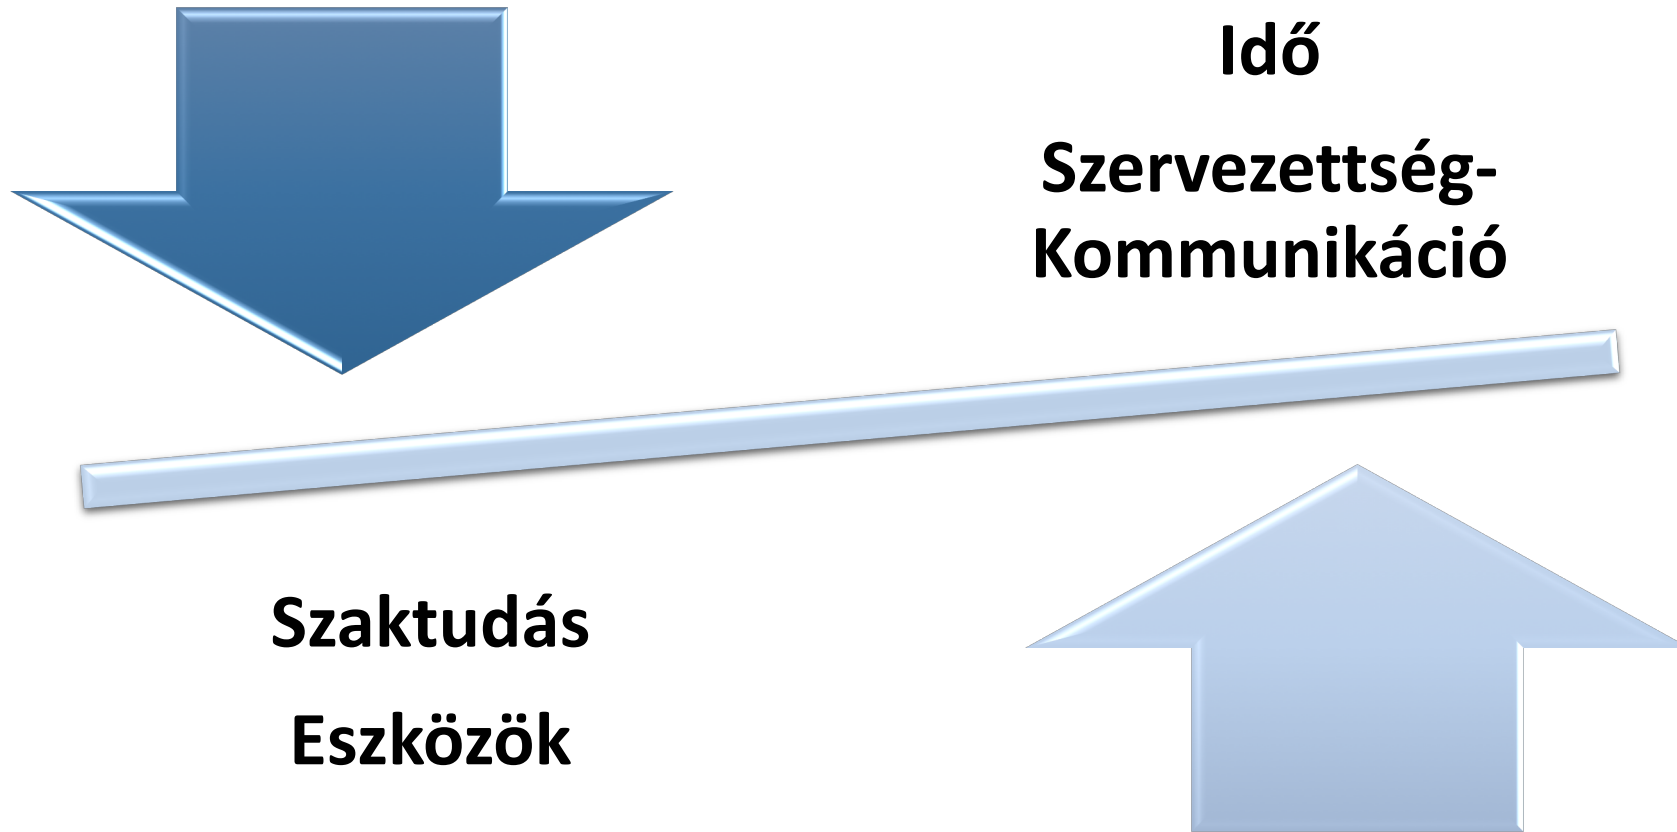 Idő
Szervezettség-
Kommunikáció
Szaktudás
Eszközök